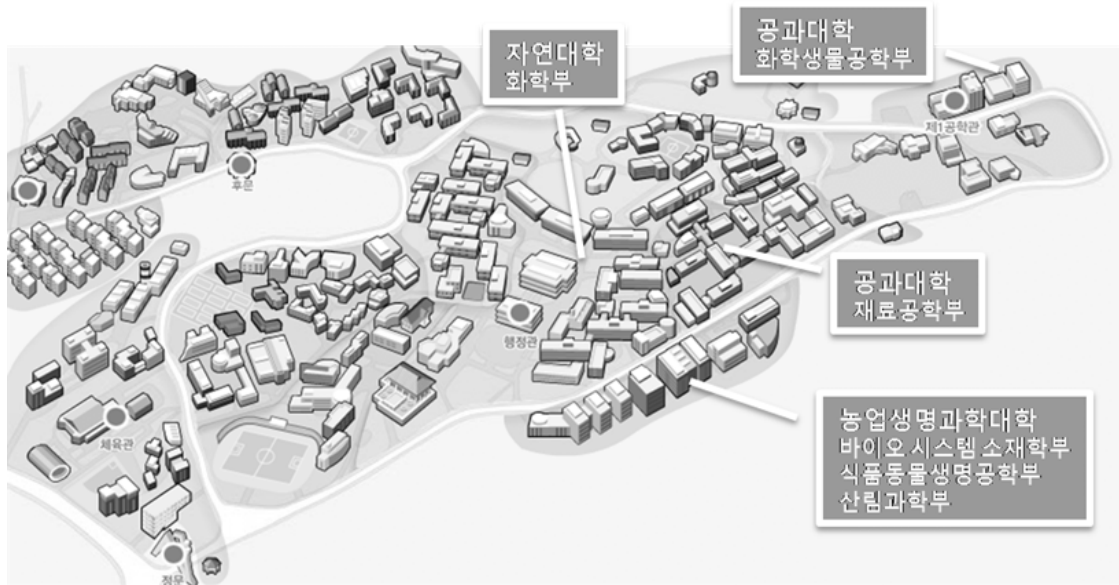 공과대학
화학생물공학부
자연대학
화학부
제1공학관
후문
공과대학
재료공학부
행정관
농업생명과학대학
바이오 시스템 소재학부
식품동물생명공학부
산림과학부
체육관
정문